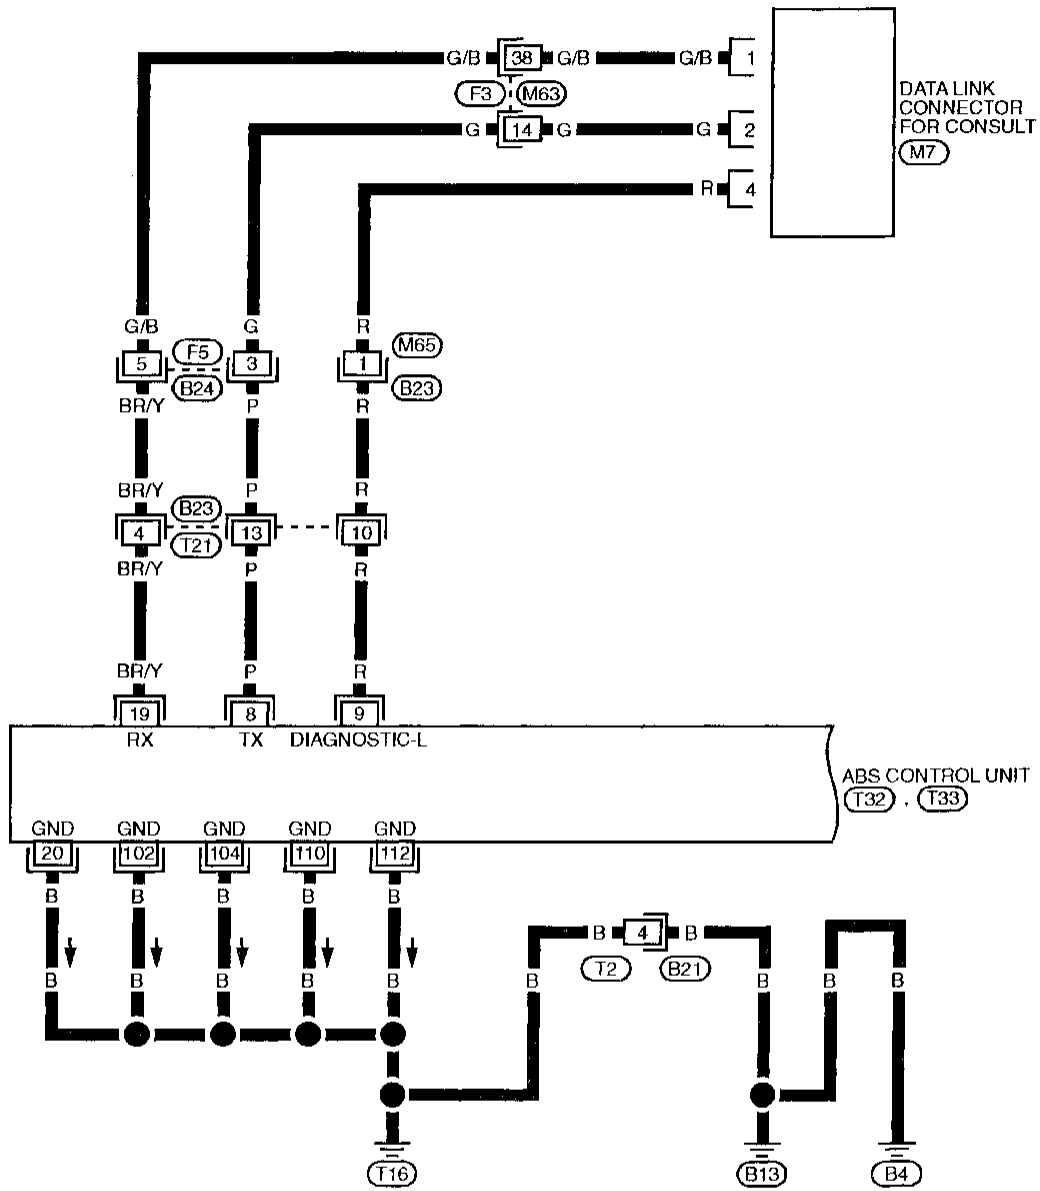 G/B 38 G/B G/B 1
F3 M63
G 14 G G 2
R 4
DATA LINK
CONNECTOR
FOR CONSULT
M7
G/B G R
5 F5 3 1 M65
B24 B23
BR/Y P R
BR/Y P R
4 B23 13 10
T21
BR/Y P R
BR/Y P R
19 8 9
RX TX DIAGNOSTIC-L
ABS CONTROL UNIT
T32 , T33
GND GND GND GND GND
20 102 104 110 112
B B B B B
B 4 B
T2 B21
B B B B B B B B B
T16 B13 B4